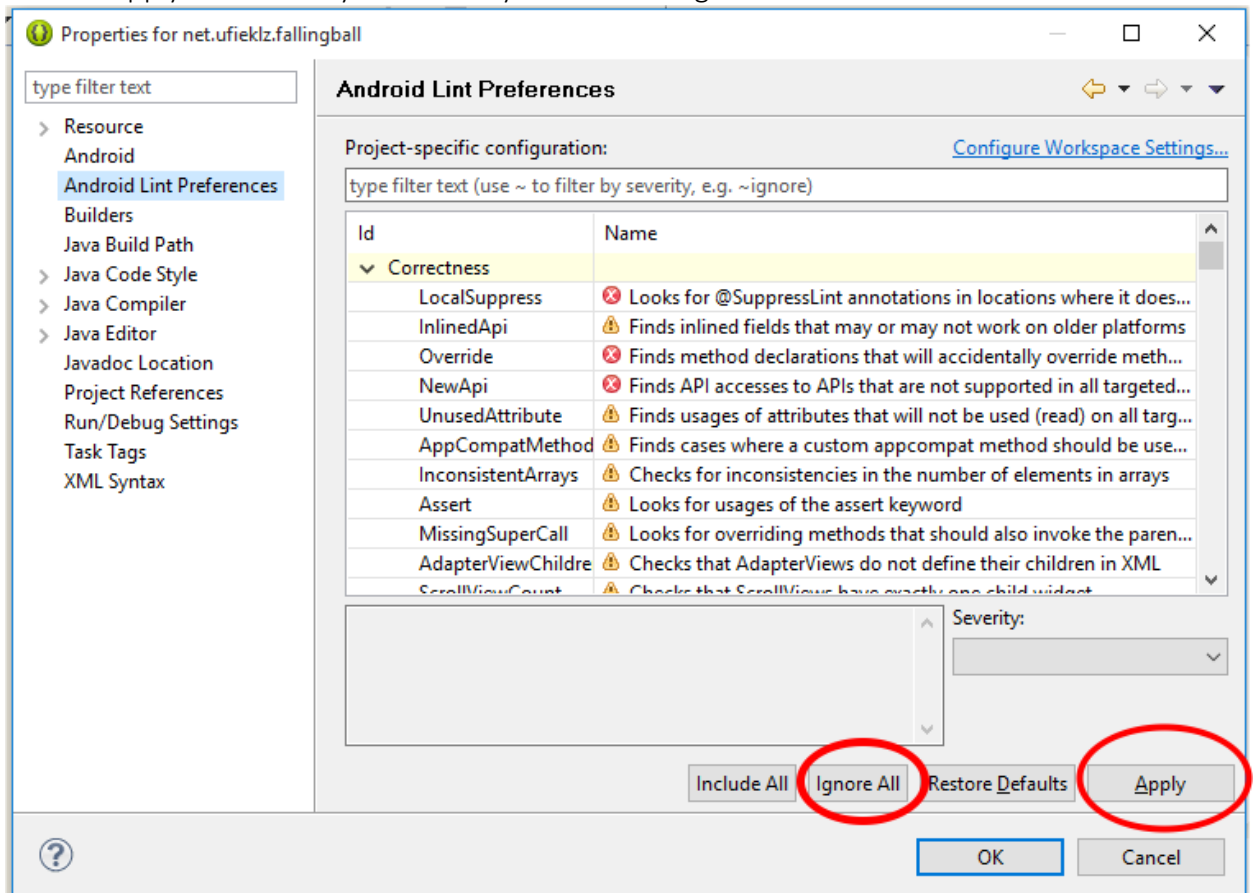 Properties for net.ufieklz.fallingball
type filter text
Resource
Android
Android Lint Preferences
Builders
Java Build Path
Java Code Style
Java Compiler
Java Editor
Javadoc Location
Project References
Run/Debug Settings
Task Tags
XML Syntax
Android Lint Preferences
Project-specific configuration: Configure Workspace Settings...
type filter text (use ~ to filter by severity, e.g. ~ignore)
Id Name
Correctness
LocalSuppress Looks for @SuppressLint annotations in locations where it does...
InlinedApi Finds inlined fields that may or may not work on older platforms
Override Finds method declarations that will accidentally override meth...
NewApi Finds API accesses to APIs that are not supported in all targeted...
UnusedAttribute Finds usages of attributes that will not be used (read) on all targ...
AppCompatMethod Finds cases where a custom appcompat method should be use...
InconsistentArrays Checks for inconsistencies in the number of elements in arrays
Assert Looks for usages of the assert keyword
MissingSuperCall Looks for overriding methods that should also invoke the paren...
AdapterViewChildre Checks that AdapterViews do not define their children in XML
ScrollViewCount Checks that ScrollViews have exactly one child widget
Severity:
Include All Ignore All Restore Defaults Apply
OK Cancel